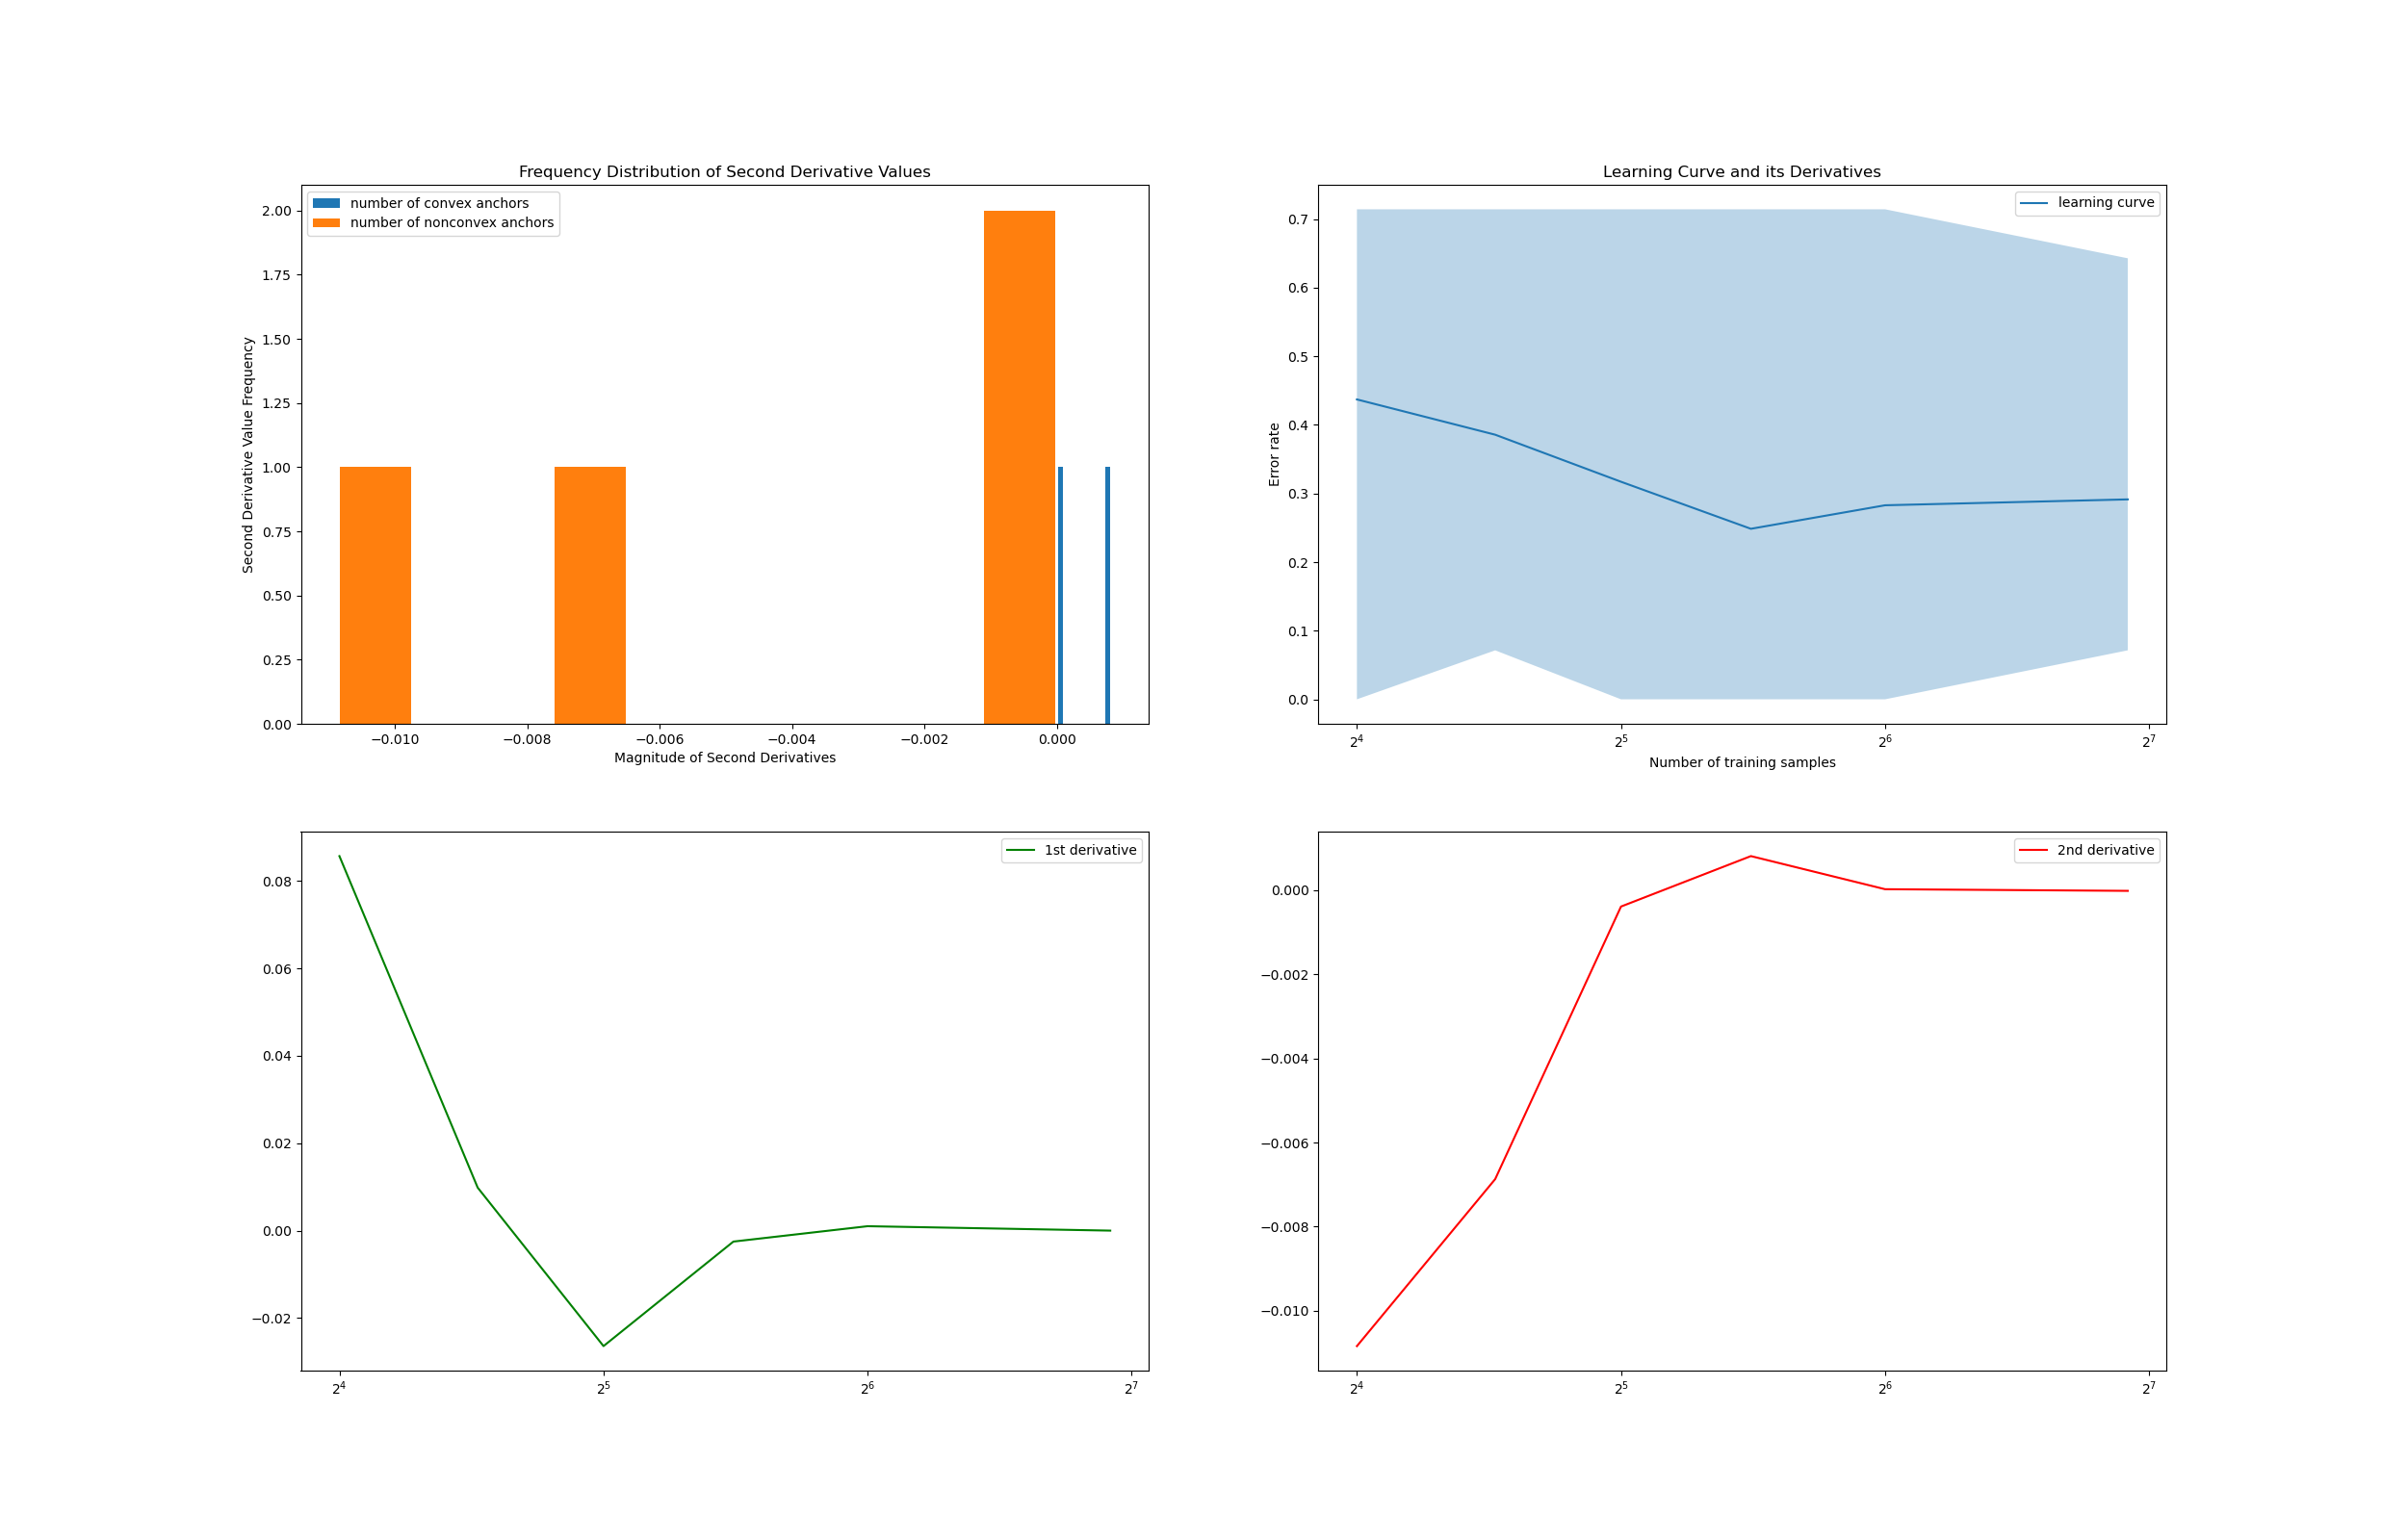 Frequency Distribution of Second Derivative Values
number of convex anchors
number of nonconvex anchors
2.00
1.75
1.50
1.25
1.00
0.75
0.50
0.25
0.00
Second Derivative Value Frequency
−0.010 −0.008 −0.006 −0.004 −0.002 0.000
Magnitude of Second Derivatives
Learning Curve and its Derivatives
learning curve
0.7
0.6
0.5
0.4
0.3
0.2
0.1
0.0
Error rate
2⁴ 2⁵ 2⁶ 2⁷
Number of training samples
1st derivative
0.08
0.06
0.04
0.02
0.00
−0.02
2⁴ 2⁵ 2⁶ 2⁷
2nd derivative
0.000
−0.002
−0.004
−0.006
−0.008
−0.010
2⁴ 2⁵ 2⁶ 2⁷